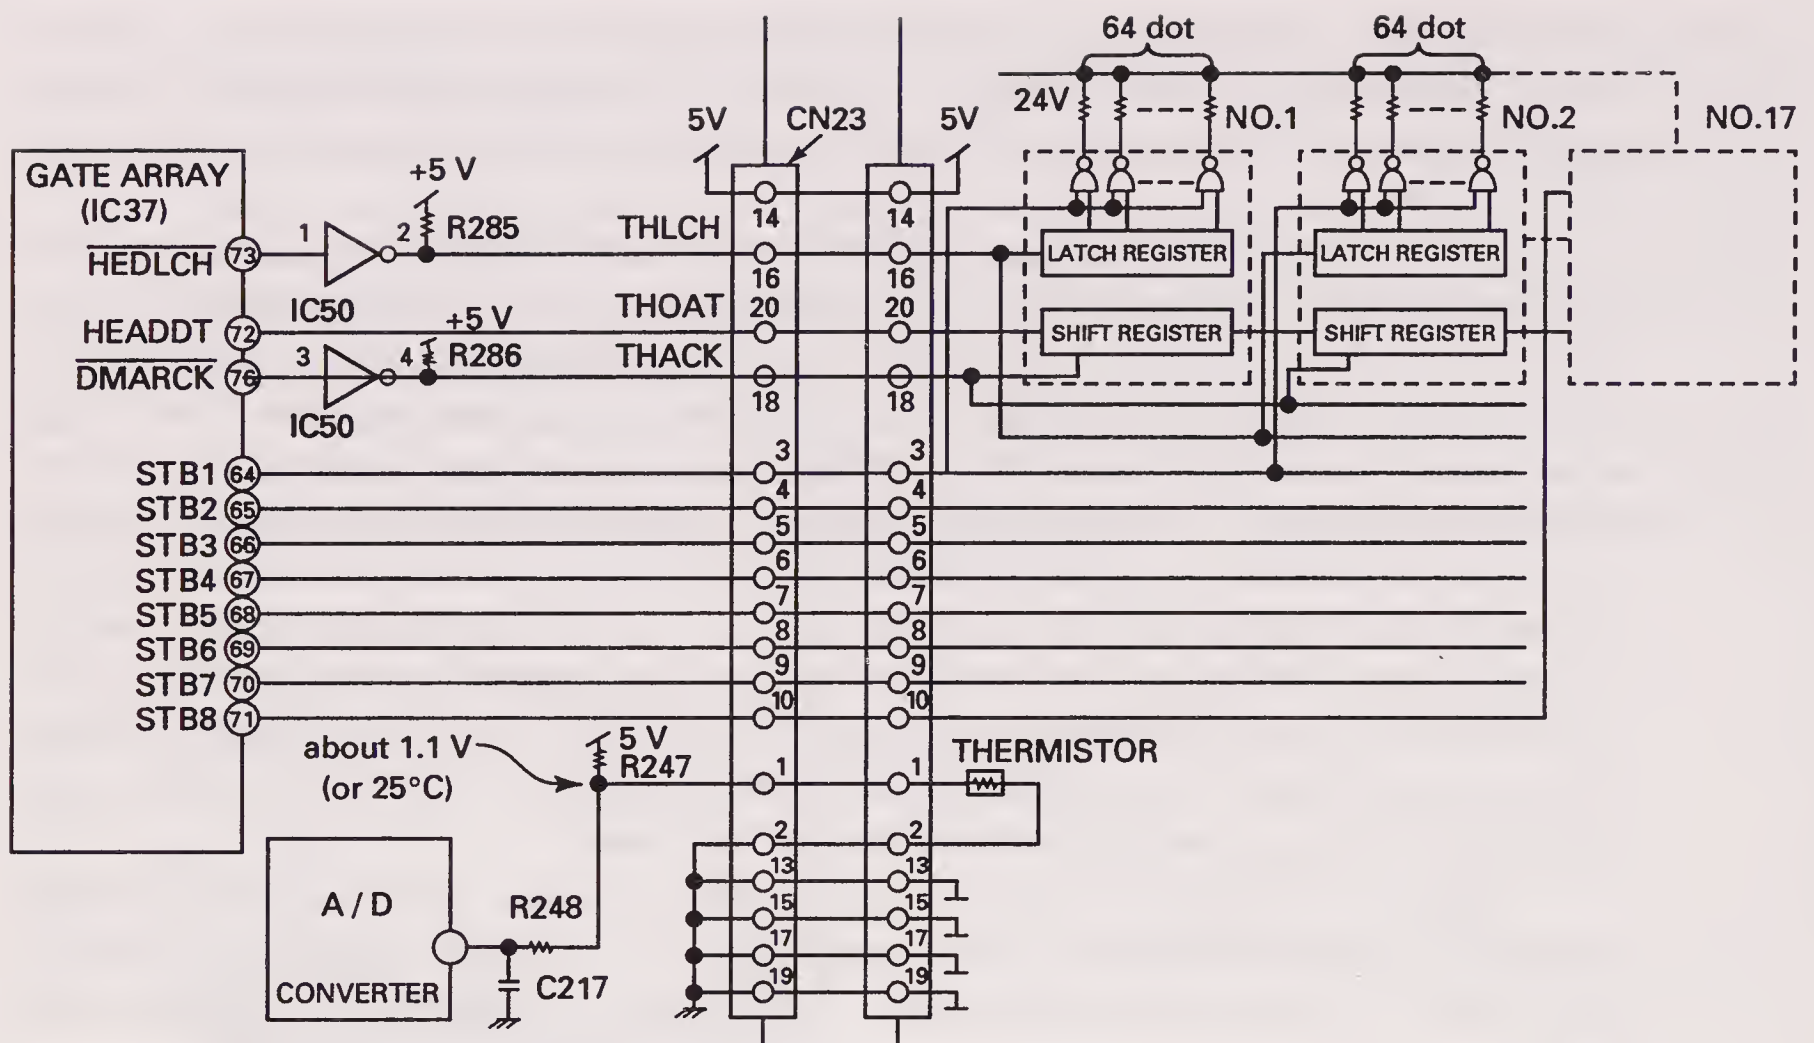 64 dot 64 dot
24V NO.1 NO.2 NO.17
5V CN23 5V
GATE ARRAY
(IC37)
+5 V
1 2 R285 THLCH 14 14
HEDLCH 73 LATCH REGISTER LATCH REGISTER
IC50 16 16
THOAT 20 20
HEADDT 72 +5 V SHIFT REGISTER SHIFT REGISTER
3 4 R286 THACK
DMARCK 76
IC50 18 18
3 3
STB1 64
4 4
STB2 65
5 5
STB3 66
6 6
STB4 67
7 7
STB5 68
8 8
STB6 69
9 9
STB7 70
10 10
STB8 71
about 1.1 V 5 V THERMISTOR
(or 25°C) R247 1 1
2 2
13 13
A / D R248 15 15
17 17
CONVERTER C217 19 19